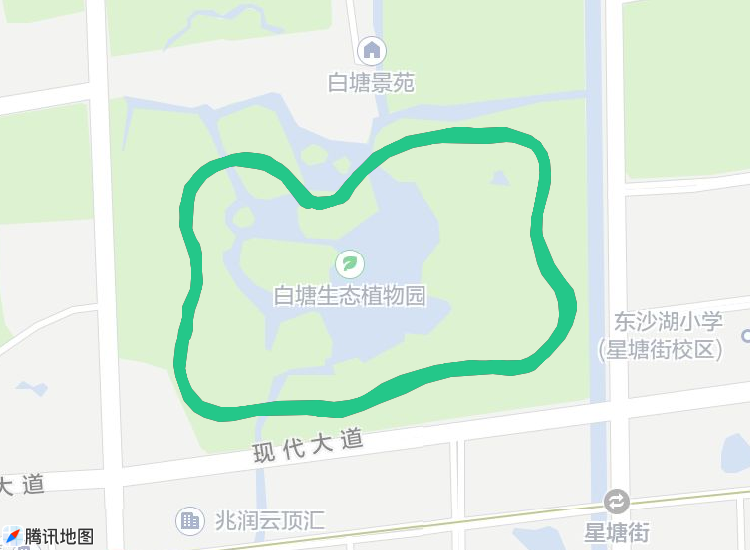 白塘景苑
白塘生态植物园
东沙湖小学
(星塘街校区)
现代大道
大道
兆润云顶汇
星塘街
腾讯地图